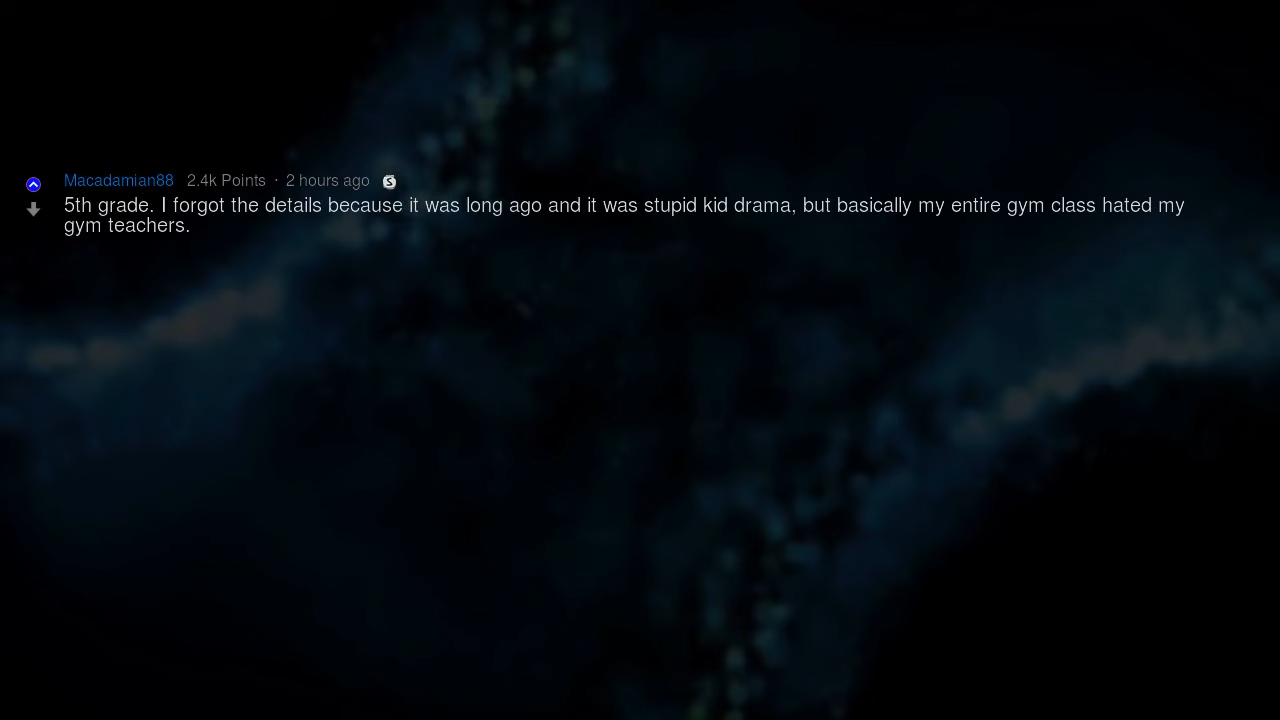 Macadamian88 2.4k Points · 2 hours ago S
5th grade. I forgot the details because it was long ago and it was stupid kid drama, but basically my entire gym class hated my
gym teachers.